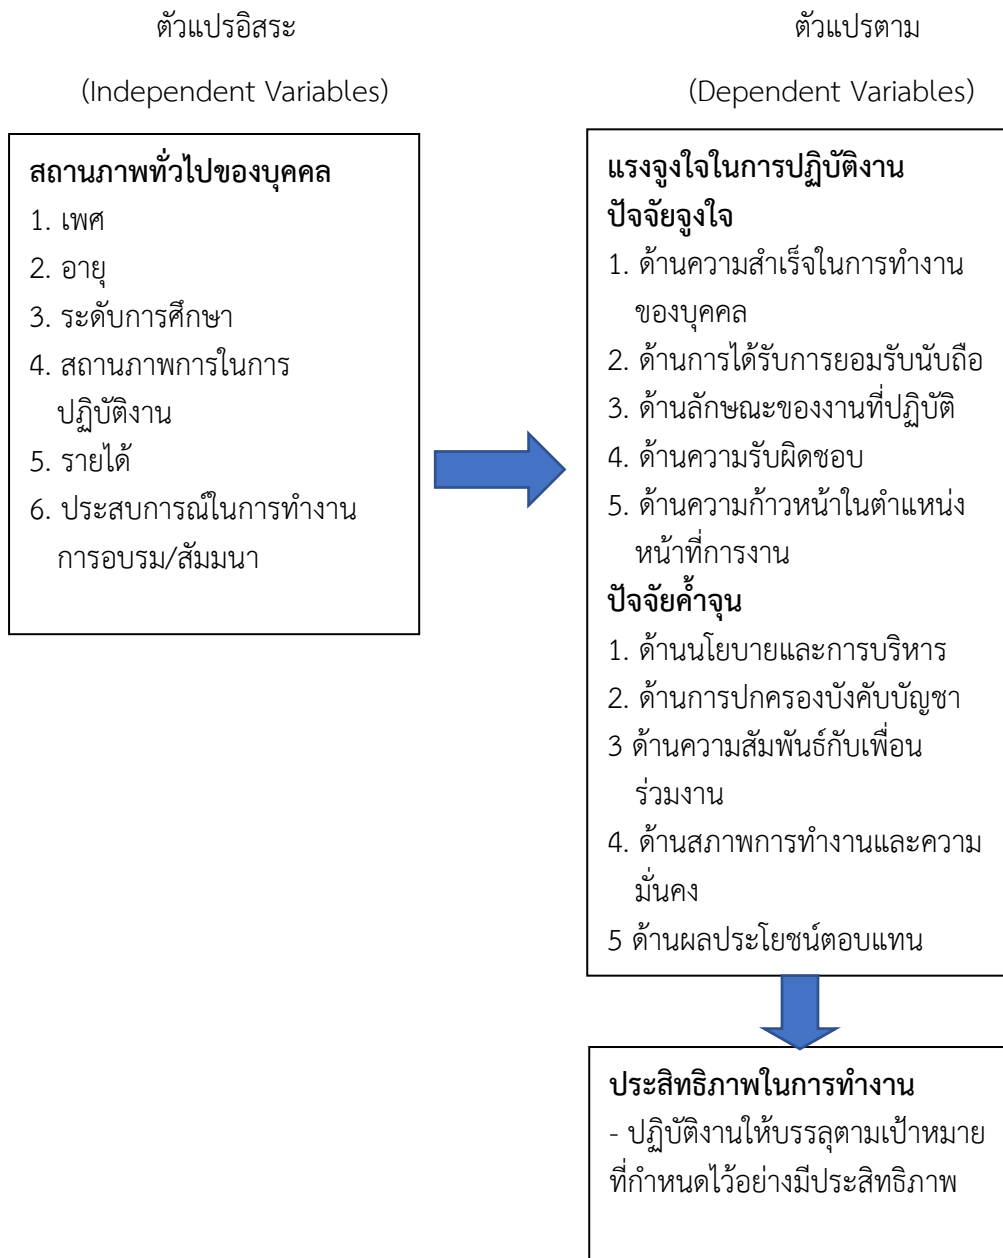 ตัวแปรอิสระ
(Independent Variables)
สถานภาพทั่วไปของบุคคล
1. เพศ
2. อายุ
3. ระดับการศึกษา
4. สถานภาพการในการ
ปฏิบัติงาน
5. รายได้
6. ประสบการณ์ในการทำงาน
การอบรม/สัมมนา
ตัวแปรตาม
(Dependent Variables)
แรงจูงใจในการปฏิบัติงาน
ปัจจัยจูงใจ
1. ด้านความสำเร็จในการทำงาน
ของบุคคล
2. ด้านการได้รับการยอมรับนับถือ
3. ด้านลักษณะของงานที่ปฏิบัติ
4. ด้านความรับผิดชอบ
5. ด้านความก้าวหน้าในตำแหน่ง
หน้าที่การงาน
ปัจจัยค้ำจุน
1. ด้านนโยบายและการบริหาร
2. ด้านการปกครองบังคับบัญชา
3 ด้านความสัมพันธ์กับเพื่อน
ร่วมงาน
4. ด้านสภาพการทำงานและความ
มั่นคง
5 ด้านผลประโยชน์ตอบแทน
ประสิทธิภาพในการทำงาน
- ปฏิบัติงานให้บรรลุตามเป้าหมาย
ที่กำหนดไว้อย่างมีประสิทธิภาพ